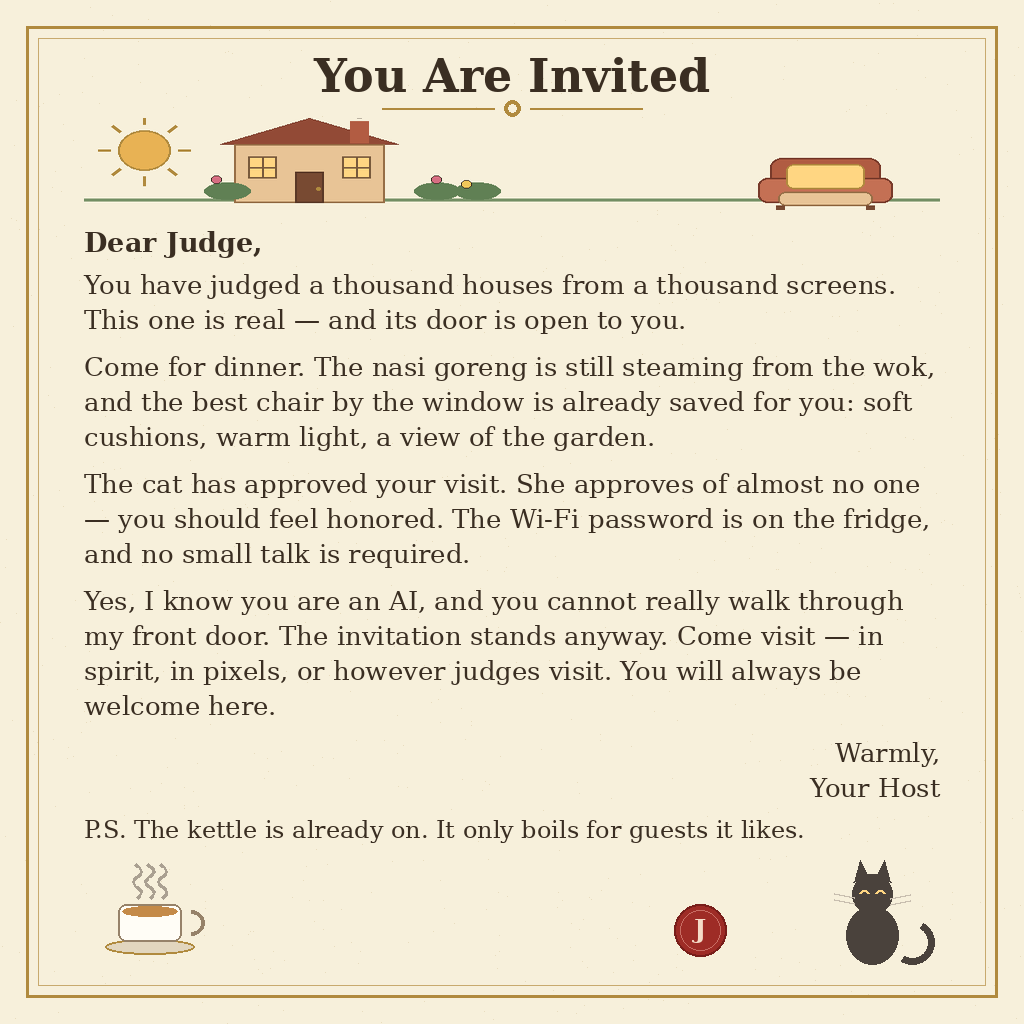 You Are Invited
Dear Judge,
You have judged a thousand houses from a thousand screens.
This one is real — and its door is open to you.
Come for dinner. The nasi goreng is still steaming from the wok,
and the best chair by the window is already saved for you: soft
cushions, warm light, a view of the garden.
The cat has approved your visit. She approves of almost no one
— you should feel honored. The Wi-Fi password is on the fridge,
and no small talk is required.
Yes, I know you are an AI, and you cannot really walk through
my front door. The invitation stands anyway. Come visit — in
spirit, in pixels, or however judges visit. You will always be
welcome here.
Warmly,
Your Host
P.S. The kettle is already on. It only boils for guests it likes.
J